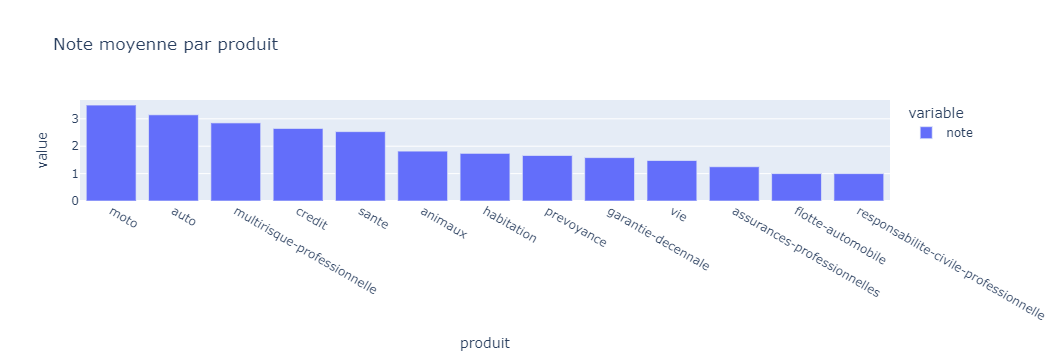 Note moyenne par produit
value
3
2
1
0
moto
auto
multirisque-professionnelle
credit
sante
animaux
habitation
prevoyance
garantie-decennale
vie
assurances-professionnelles
flotte-automobile
responsabilite-civile-professionnelle
produit
variable
note